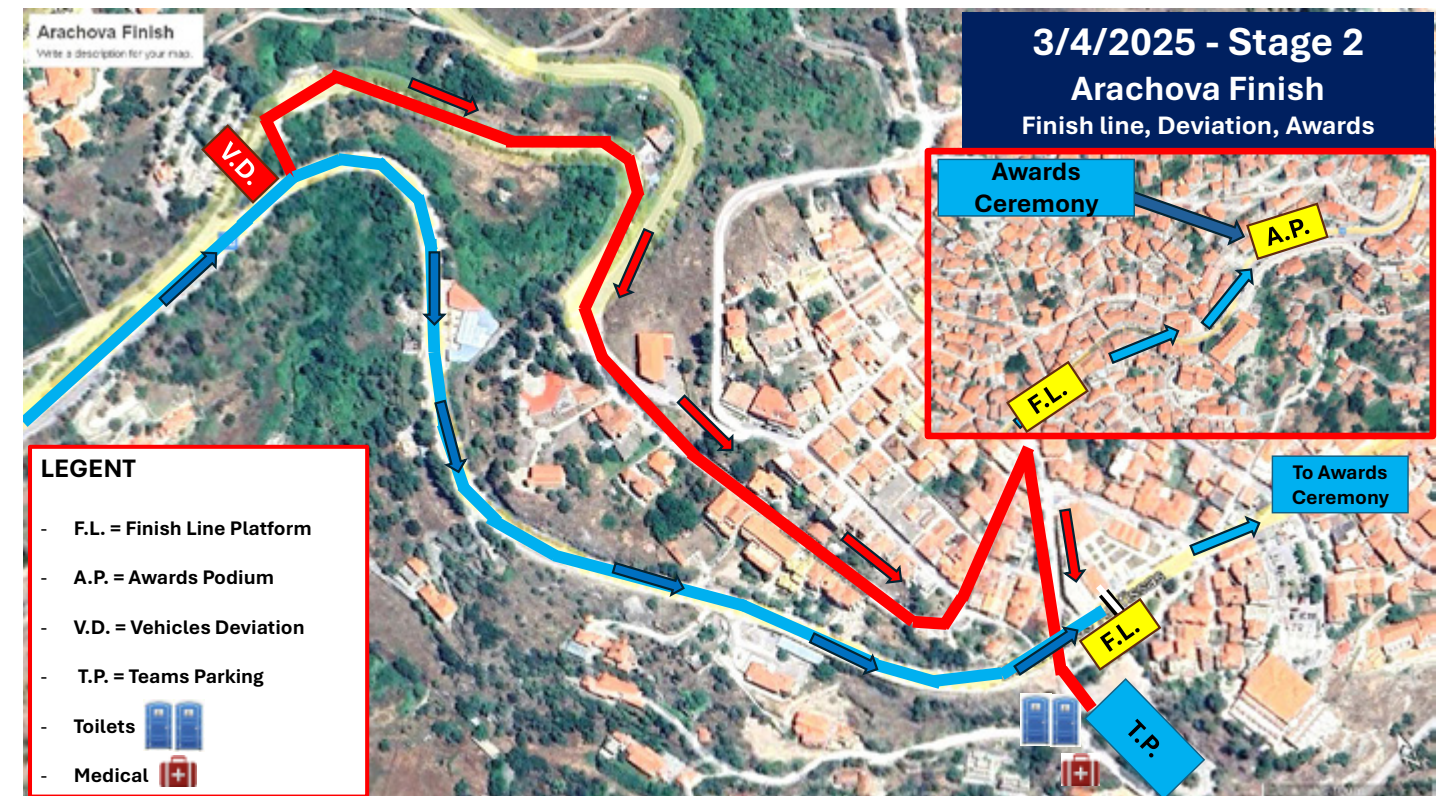 Arachova Finish
Write a description for your map.
3/4/2025 - Stage 2
Arachova Finish
Finish line, Deviation, Awards
V.D.
Awards
Ceremony
A.P.
F.L.
To Awards
Ceremony
F.L.
T.P.
LEGENT
- F.L. = Finish Line Platform
- A.P. = Awards Podium
- V.D. = Vehicles Deviation
- T.P. = Teams Parking
- Toilets
- Medical